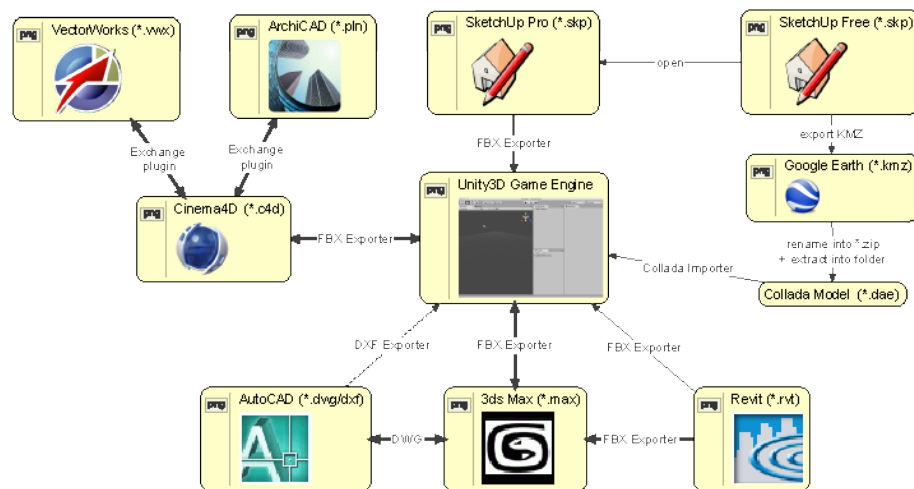 png
VectorWorks (*.vwx)
png
ArchiCAD (*.pln)
png
SketchUp Pro (*.skp)
open
png
SketchUp Free (*.skp)
Exchange
plugin
Exchange
plugin
FBX Exporter
export KMZ
png
Cinema4D (*.c4d)
FBX Exporter
png
Unity3D Game Engine
png
Google Earth (*.kmz)
rename into *.zip
+ extract into folder
Collada Importer
Collada Model (*.dae)
DXF Exporter
FBX Exporter
FBX Exporter
png
AutoCAD (*.dwg/dxf)
DWG
png
3ds Max (*.max)
FBX Exporter
png
Revit (*.rvt)